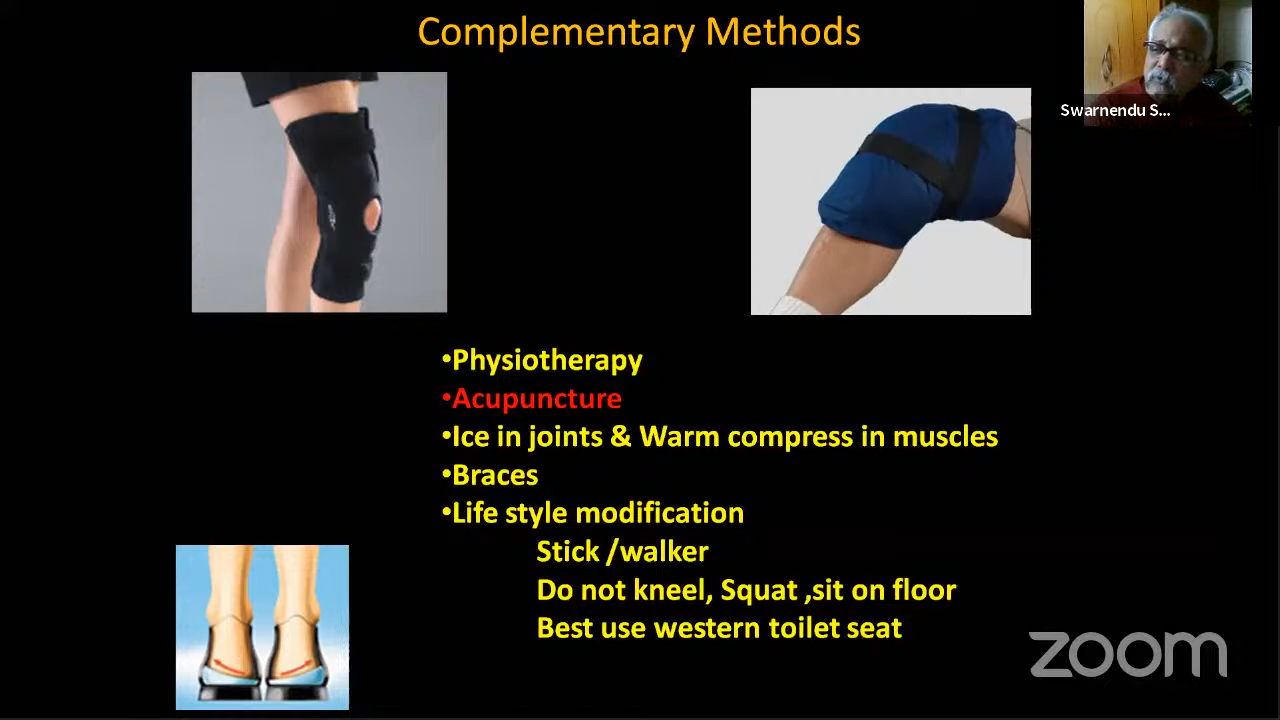 Complementary Methods
Swarnendu S...
•Physiotherapy
•Acupuncture
•Ice in joints & Warm compress in muscles
•Braces
•Life style modification
Stick /walker
Do not kneel, Squat ,sit on floor
Best use western toilet seat
zoom